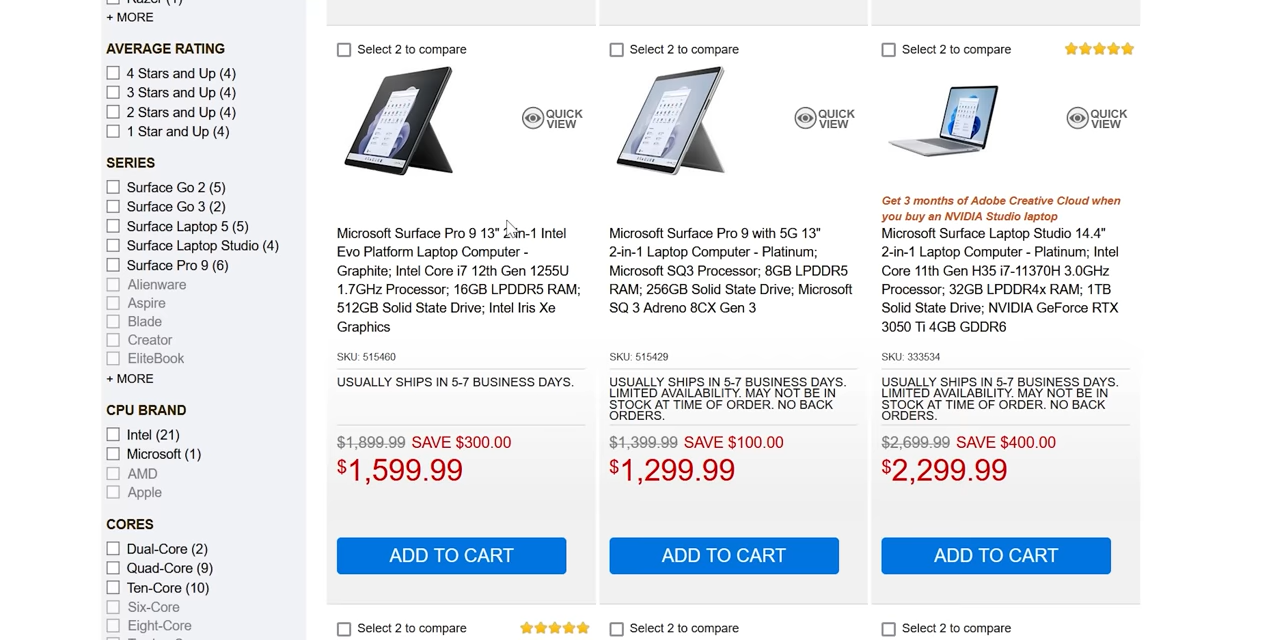 Razer (1)
+ MORE
AVERAGE RATING
4 Stars and Up (4)
3 Stars and Up (4)
2 Stars and Up (4)
1 Star and Up (4)
SERIES
Surface Go 2 (5)
Surface Go 3 (2)
Surface Laptop 5 (5)
Surface Laptop Studio (4)
Surface Pro 9 (6)
Alienware
Aspire
Blade
Creator
EliteBook
+ MORE
CPU BRAND
Intel (21)
Microsoft (1)
AMD
Apple
CORES
Dual-Core (2)
Quad-Core (9)
Ten-Core (10)
Six-Core
Eight-Core
Select 2 to compare
QUICK
VIEW
Microsoft Surface Pro 9 13" 2-in-1 Intel
Evo Platform Laptop Computer -
Graphite; Intel Core i7 12th Gen 1255U
1.7GHz Processor; 16GB LPDDR5 RAM;
512GB Solid State Drive; Intel Iris Xe
Graphics
SKU: 515460
USUALLY SHIPS IN 5-7 BUSINESS DAYS.
$1,899.99 SAVE $300.00
$1,599.99
ADD TO CART
Select 2 to compare
QUICK
VIEW
Microsoft Surface Pro 9 with 5G 13"
2-in-1 Laptop Computer - Platinum;
Microsoft SQ3 Processor; 8GB LPDDR5
RAM; 256GB Solid State Drive; Microsoft
SQ 3 Adreno 8CX Gen 3
SKU: 515429
USUALLY SHIPS IN 5-7 BUSINESS DAYS.
LIMITED AVAILABILITY. MAY NOT BE IN
STOCK AT TIME OF ORDER. NO BACK
ORDERS.
$1,399.99 SAVE $100.00
$1,299.99
ADD TO CART
Select 2 to compare
QUICK
VIEW
Get 3 months of Adobe Creative Cloud when
you buy an NVIDIA Studio laptop
Microsoft Surface Laptop Studio 14.4"
2-in-1 Laptop Computer - Platinum; Intel
Core 11th Gen H35 i7-11370H 3.0GHz
Processor; 32GB LPDDR4x RAM; 1TB
Solid State Drive; NVIDIA GeForce RTX
3050 Ti 4GB GDDR6
SKU: 333534
USUALLY SHIPS IN 5-7 BUSINESS DAYS.
LIMITED AVAILABILITY. MAY NOT BE IN
STOCK AT TIME OF ORDER. NO BACK
ORDERS.
$2,699.99 SAVE $400.00
$2,299.99
ADD TO CART
Select 2 to compare
Select 2 to compare
Select 2 to compare